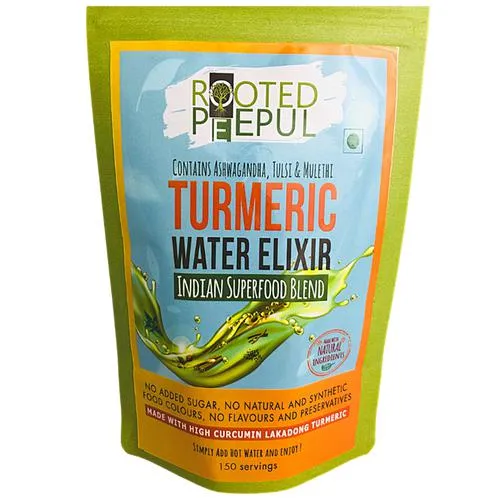 ROOTED
PEEPUL
CONTAINS ASHWAGANDHA, TULSI & MULETHI
TURMERIC
WATER ELIXIR
INDIAN SUPERFOOD BLEND
MADE WITH
NATURAL
INGREDIENTS
NO ADDED SUGAR, NO NATURAL AND SYNTHETIC
FOOD COLOURS, NO FLAVOURS AND PRESERVATIVES
MADE WITH HIGH CURCUMIN LAKADONG TURMERIC
SIMPLY ADD HOT WATER AND ENJOY!
150 servings